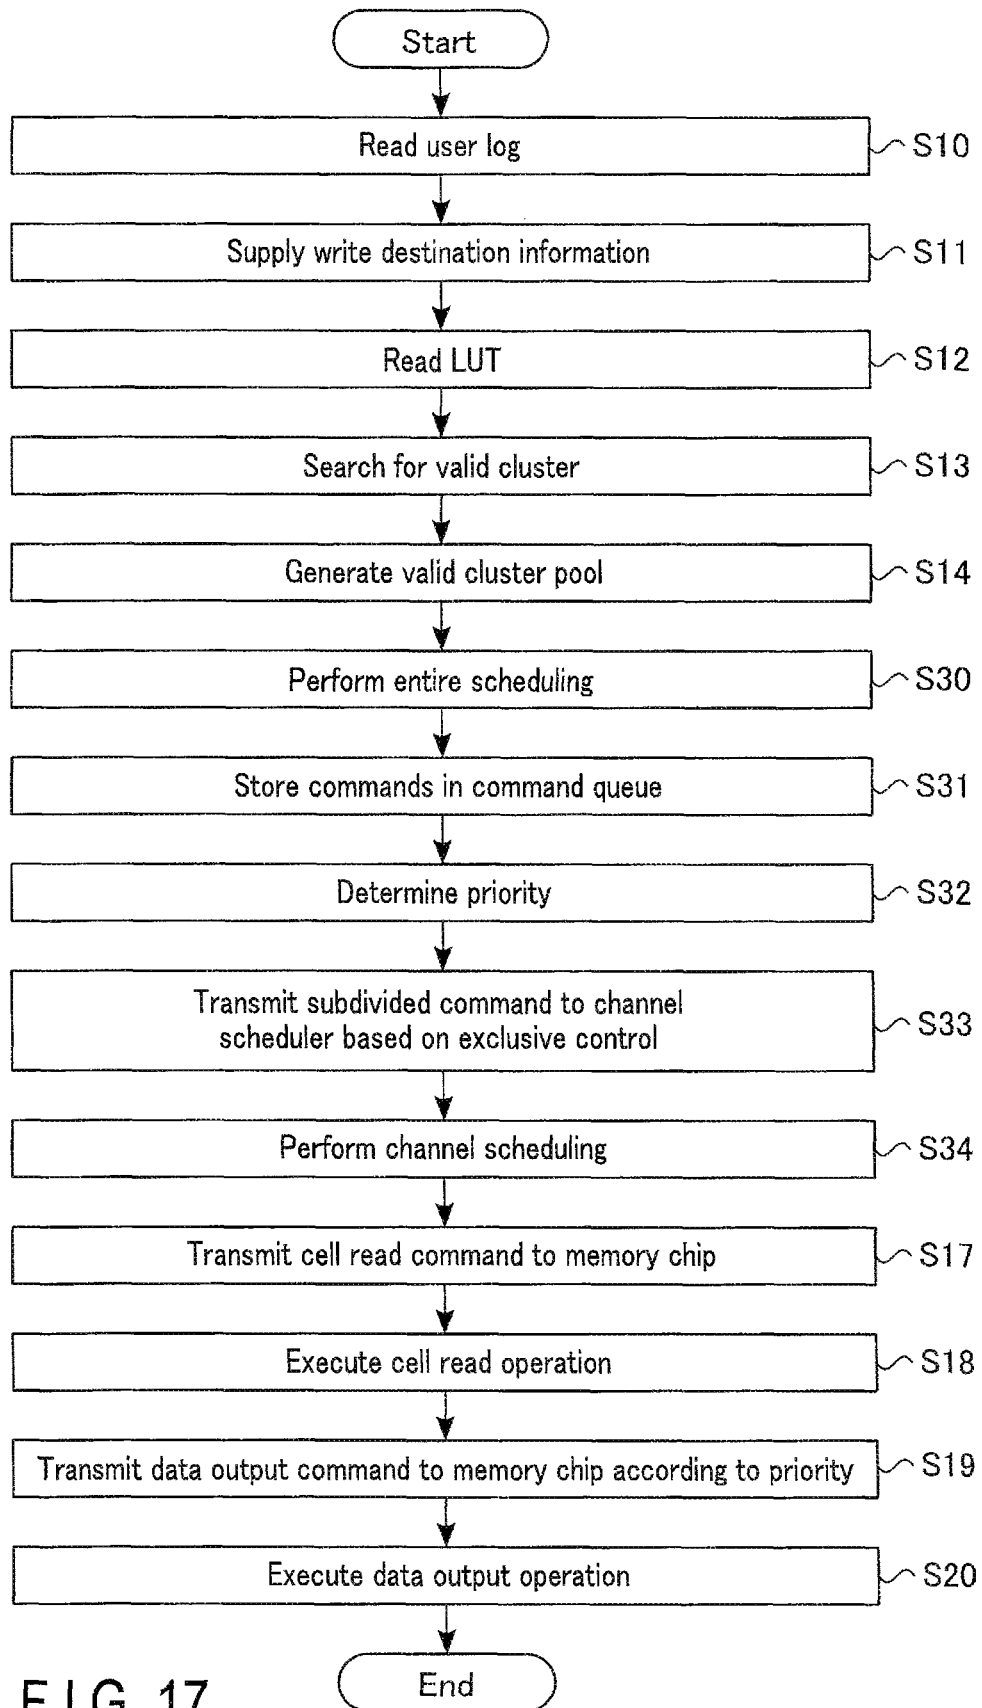 Start
Read user log
S10
Supply write destination information
S11
Read LUT
S12
Search for valid cluster
S13
Generate valid cluster pool
S14
Perform entire scheduling
S30
Store commands in command queue
S31
Determine priority
S32
Transmit subdivided command to channel
scheduler based on exclusive control
S33
Perform channel scheduling
S34
Transmit cell read command to memory chip
S17
Execute cell read operation
S18
Transmit data output command to memory chip according to priority
S19
Execute data output operation
S20
End
FIG. 17